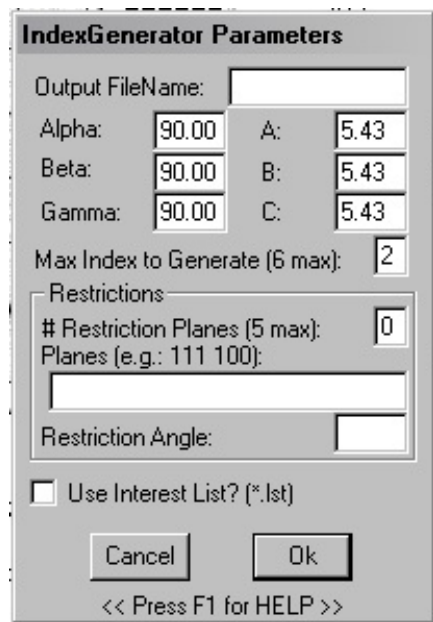 IndexGenerator Parameters
Output FileName:
Alpha: 90.00 A: 5.43
Beta: 90.00 B: 5.43
Gamma: 90.00 C: 5.43
Max Index to Generate (6 max): 2
Restrictions
# Restriction Planes (5 max): 0
Planes (e.g.: 111 100):
Restriction Angle:
Use Interest List? (*.lst)
Cancel Ok
<< Press F1 for HELP >>